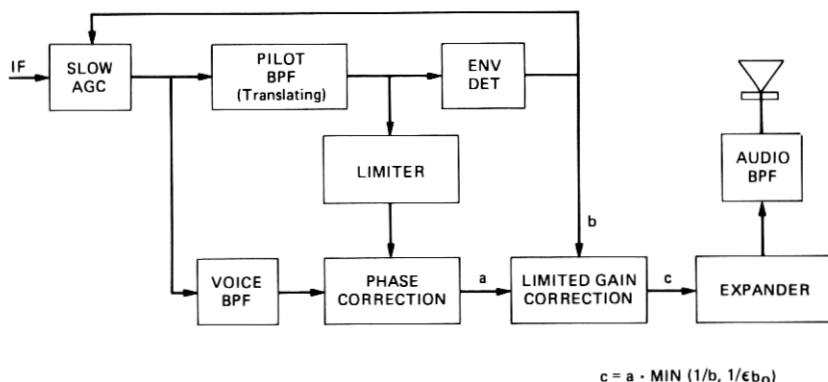 IF
SLOW
AGC
PILOT
BPF
(Translating)
ENV
DET
LIMITER
AUDIO
BPF
b
VOICE
BPF
PHASE
CORRECTION
a
LIMITED GAIN
CORRECTION
c
EXPANDER
c = a · MIN (1/b, 1/ϵb₀)